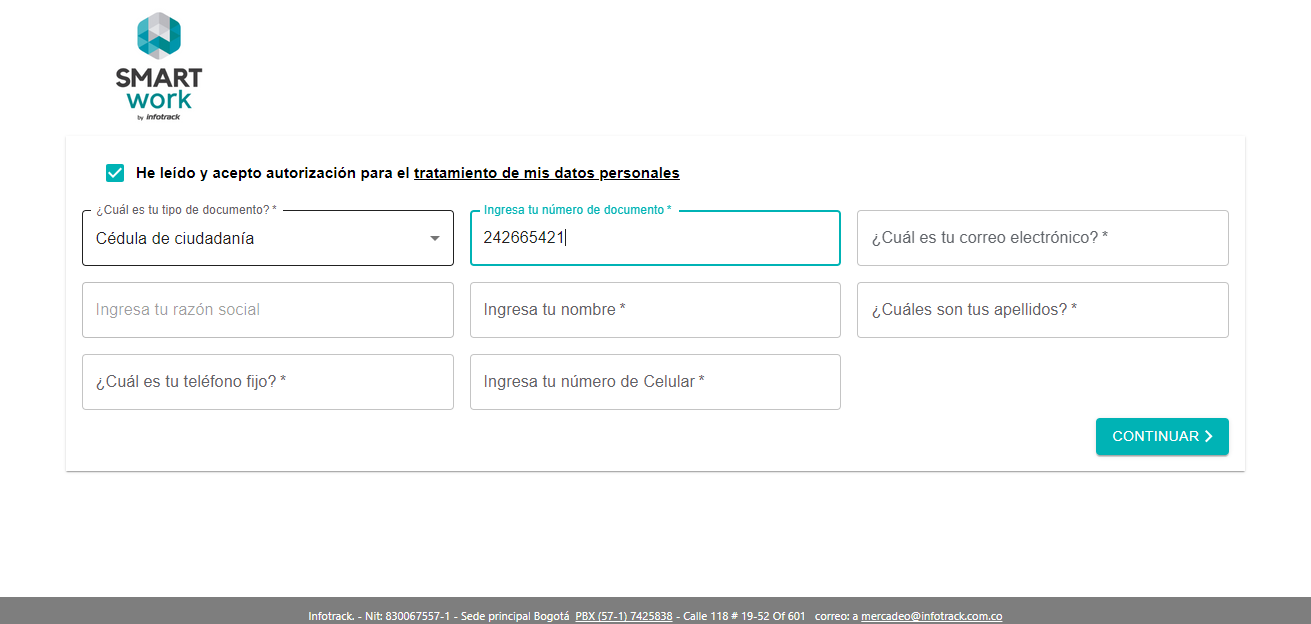 SMART
work
by infotrack
He leído y acepto autorización para el tratamiento de mis datos personales
¿Cuál es tu tipo de documento? *
Cédula de ciudadanía
Ingresa tu número de documento *
242665421
¿Cuál es tu correo electrónico? *
Ingresa tu razón social
Ingresa tu nombre *
¿Cuáles son tus apellidos? *
¿Cuál es tu teléfono fijo? *
Ingresa tu número de Celular *
CONTINUAR
Infotrack. - Nit: 830067557-1 - Sede principal Bogotá PBX (57-1) 7425838 - Calle 118 # 19-52 Of 601 correo: a mercadeo@infotrack.com.co